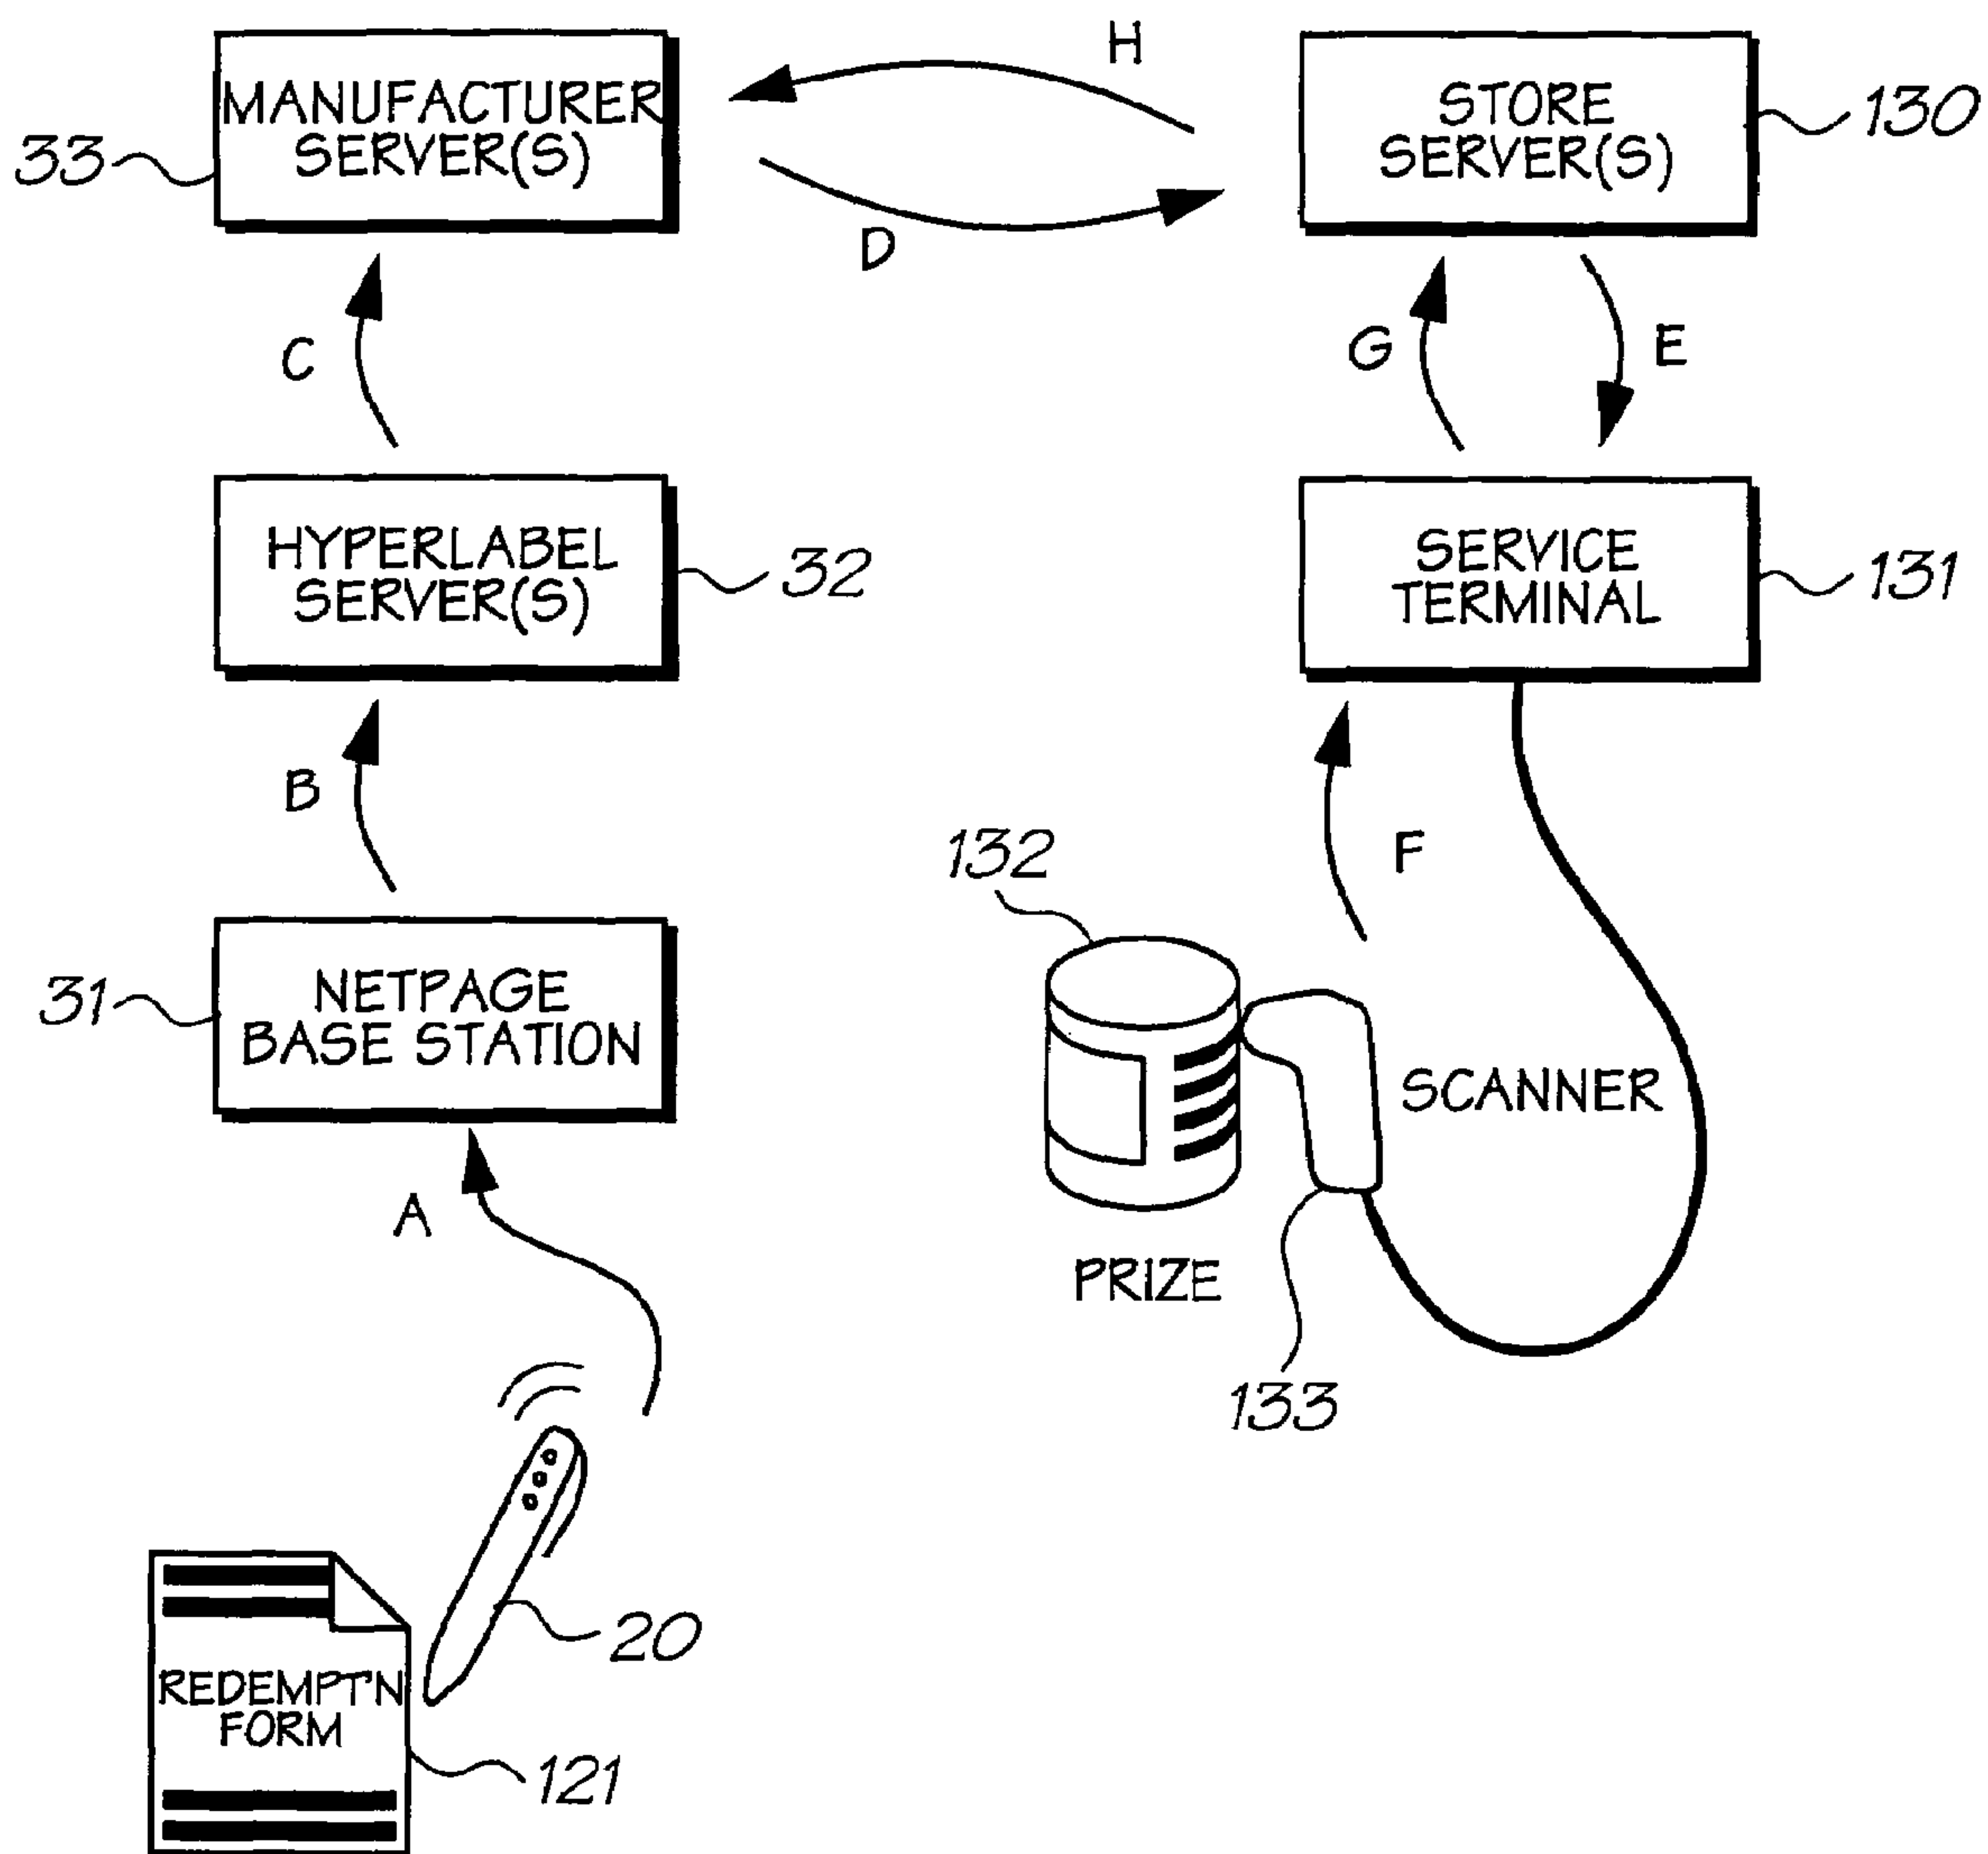 H
MANUFACTURER
SERVER(S)
33
STORE
SERVER(S)
130
D
C
G
E
HYPERLABEL
SERVER(S)
32
SERVICE
TERMINAL
131
B
F
132
NETPAGE
BASE STATION
31
SCANNER
A
PRIZE
133
20
REDEMPT'N
FORM
121